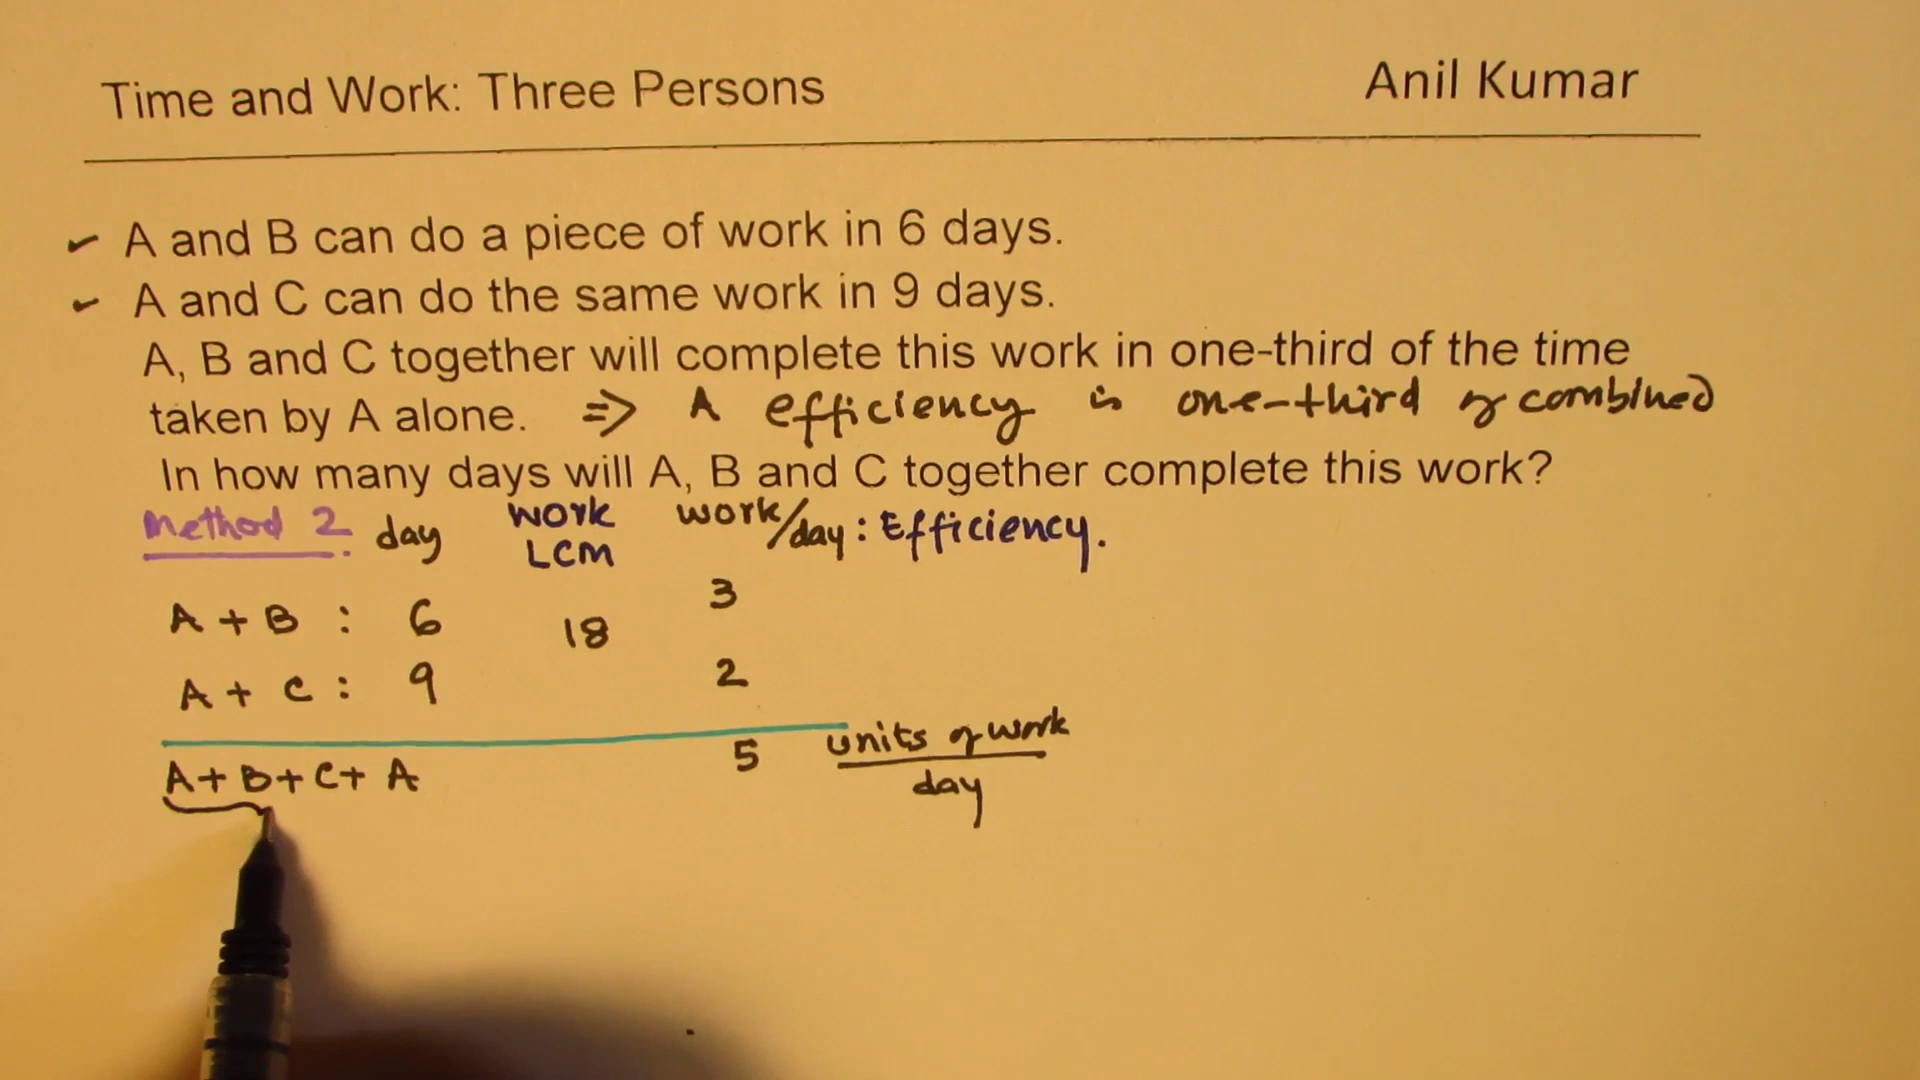 Time and Work: Three Persons
Anil Kumar
A and B can do a piece of work in 6 days.
A and C can do the same work in 9 days.
A, B and C together will complete this work in one-third of the time
taken by A alone. => A efficiency is one-third of combined
In how many days will A, B and C together complete this work?
Method 2: day work LCM work/day: Efficiency.
A + B : 6 18 3
A + C : 9 2
A+B+C+A 5 units of work/day